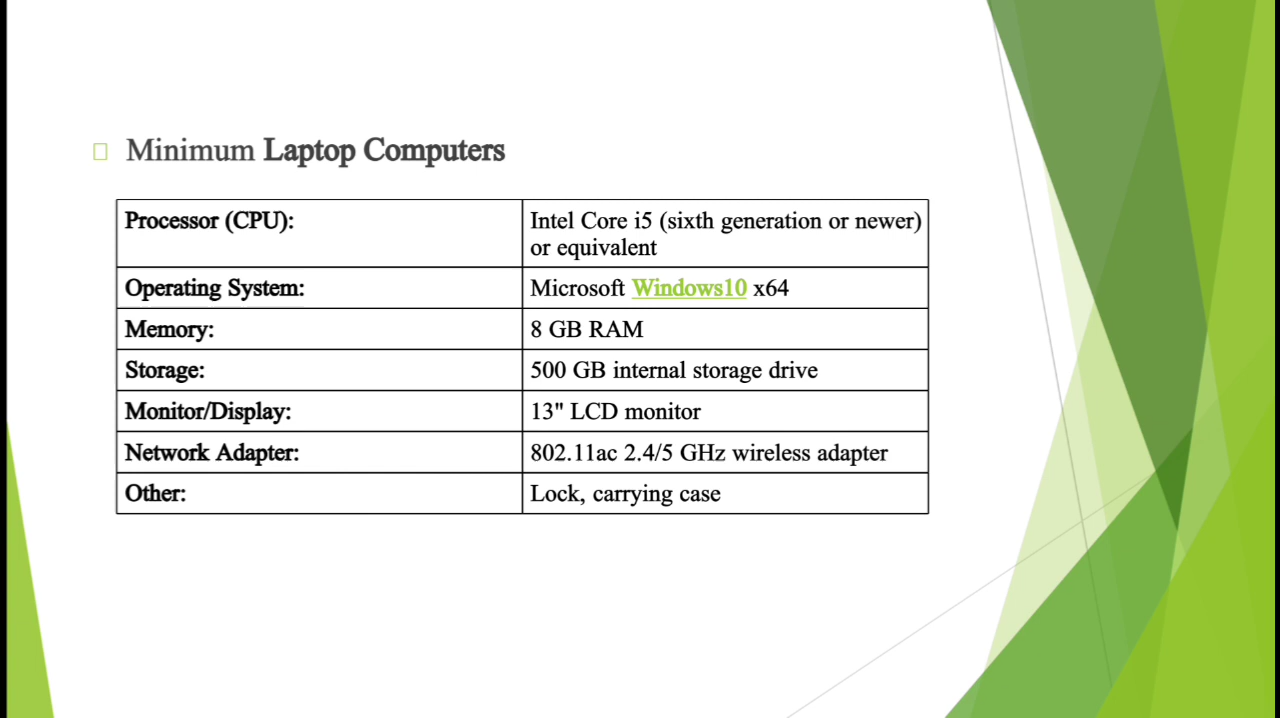 Minimum Laptop Computers
Processor (CPU): Intel Core i5 (sixth generation or newer)
or equivalent
Operating System: Microsoft Windows10 x64
Memory: 8 GB RAM
Storage: 500 GB internal storage drive
Monitor/Display: 13" LCD monitor
Network Adapter: 802.11ac 2.4/5 GHz wireless adapter
Other: Lock, carrying case